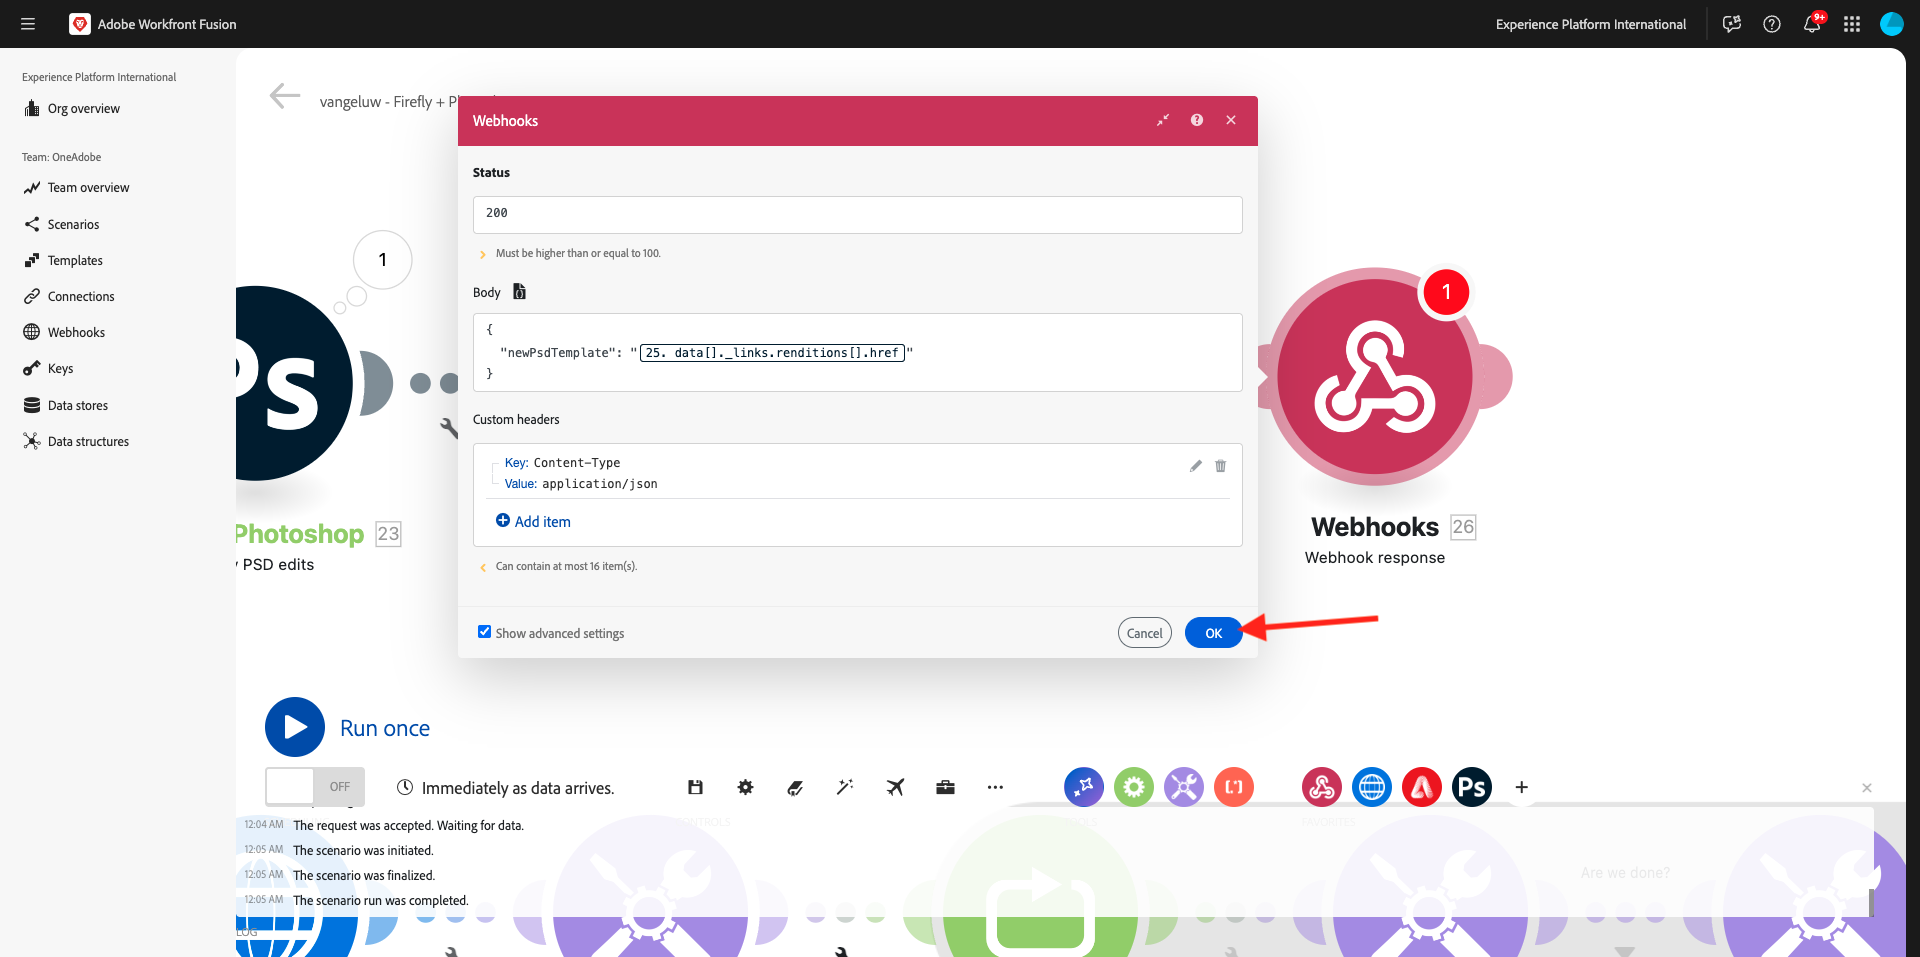 Adobe Workfront Fusion
Experience Platform International
9+
Experience Platform International
Org overview
Team: OneAdobe
Team overview
Scenarios
Templates
Connections
Webhooks
Keys
Data stores
Data structures
vangeluw - Firefly + P
Webhooks
Status
200
Must be higher than or equal to 100.
Body
{
"newPsdTemplate": "25. data[]._links.renditions[].href"
}
Custom headers
Key: Content-Type
Value: application/json
Add item
Can contain at most 16 item(s).
Show advanced settings
Cancel
OK
1
Ps
Photoshop 23
PSD edits
1
Webhooks 26
Webhook response
Run once
OFF
Immediately as data arrives.
Ps
12:04 AM The request was accepted. Waiting for data.
12:05 AM The scenario was initiated.
12:05 AM The scenario was finalized.
12:05 AM The scenario run was completed.
LOG
FAVORITES
Are we done?